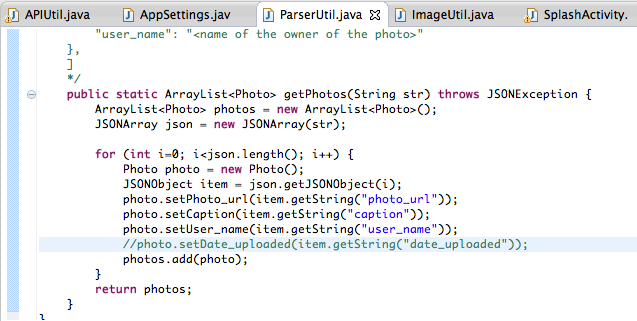 APIUtil.java AppSettings.jav ParserUtil.java ImageUtil.java SplashActivity.
"user_name": "<name of the owner of the photo>"
},
]
*/
public static ArrayList<Photo> getPhotos(String str) throws JSONException {
ArrayList<Photo> photos = new ArrayList<Photo>();
JSONArray json = new JSONArray(str);
for (int i=0; i<json.length(); i++) {
Photo photo = new Photo();
JSONObject item = json.getJSONObject(i);
photo.setPhoto_url(item.getString("photo_url"));
photo.setCaption(item.getString("caption"));
photo.setUser_name(item.getString("user_name"));
//photo.setDate_uploaded(item.getString("date_uploaded"));
photos.add(photo);
}
return photos;
}
}